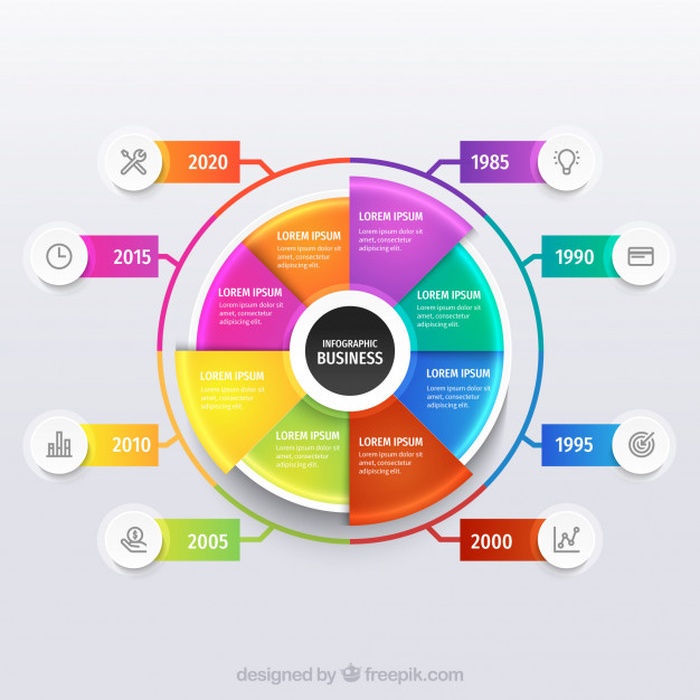 2020
1985
2015
1990
2010
1995
2005
2000
LOREM IPSUM
Lorem ipsum dolor sit
amet, consectetur
adipiscing elit.
LOREM IPSUM
Lorem ipsum dolor sit
amet, consectetur
adipiscing elit.
LOREM IPSUM
Lorem ipsum dolor sit
amet, consectetur
adipiscing elit.
LOREM IPSUM
Lorem ipsum dolor sit
amet, consectetur
adipiscing elit.
INFOGRAPHIC
BUSINESS
LOREM IPSUM
Lorem ipsum dolor sit
amet, consectetur
adipiscing elit.
LOREM IPSUM
Lorem ipsum dolor sit
amet, consectetur
adipiscing elit.
LOREM IPSUM
Lorem ipsum dolor sit
amet, consectetur
adipiscing elit.
LOREM IPSUM
Lorem ipsum dolor sit
amet, consectetur
adipiscing elit.
$
designed by freepik.com